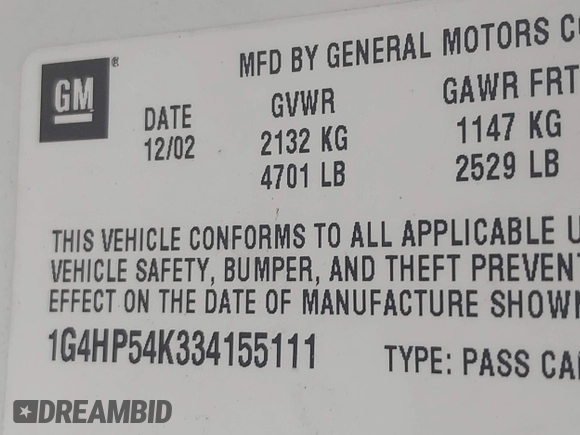 MFD BY GENERAL MOTORS
GM®
DATE GVWR GAWR FRT
12/02 2132 KG 1147 KG
4701 LB 2529 LB
THIS VEHICLE CONFORMS TO ALL APPLICABLE
VEHICLE SAFETY, BUMPER, AND THEFT
EFFECT ON THE DATE OF MANUFACTURE
1G4HP54K334155111 TYPE: PASS
DREAMBID